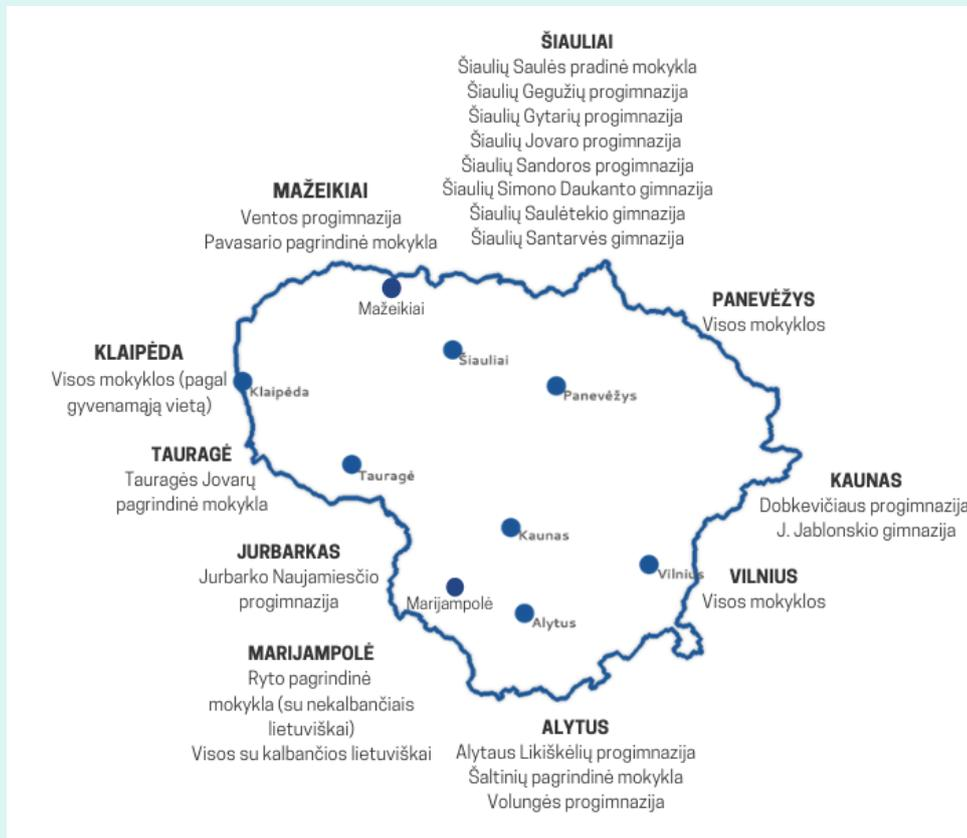 ŠIAULIAI
Šiaulių Saulės pradinė mokykla
Šiaulių Gegužių progimnazija
Šiaulių Gytarių progimnazija
Šiaulių Jovaro progimnazija
Šiaulių Sandoros progimnazija
Šiaulių Simono Daukanto gimnazija
Šiaulių Saulėtekio gimnazija
Šiaulių Santarvės gimnazija
MAŽEIKIAI
Ventos progimnazija
Pavasario pagrindinė mokykla
PANEVĖŽYS
Visos mokyklos
KLAIPĖDA
Visos mokyklos (pagal
gyvenamąją vietą)
TAURAGĖ
Tauragės Jovarų
pagrindinė mokykla
KAUNAS
Dobkevičiaus progimnazija
J. Jablonskio gimnazija
JURBARKAS
Jurbarko Naujamiesčio
progimnazija
VILNIUS
Visos mokyklos
MARIJAMPOLĖ
Ryto pagrindinė
mokykla (su nekalbančiais
lietuviškai)
Visos su kalbančios lietuviškai
ALYTUS
Alytaus Likiškėlių progimnazija
Šaltinių pagrindinė mokykla
Volungės progimnazija
Mažeikiai
Šiauliai
Klaipėda
Panevėžys
Tauragė
Kaunas
Vilnius
Marijampolė
Alytus